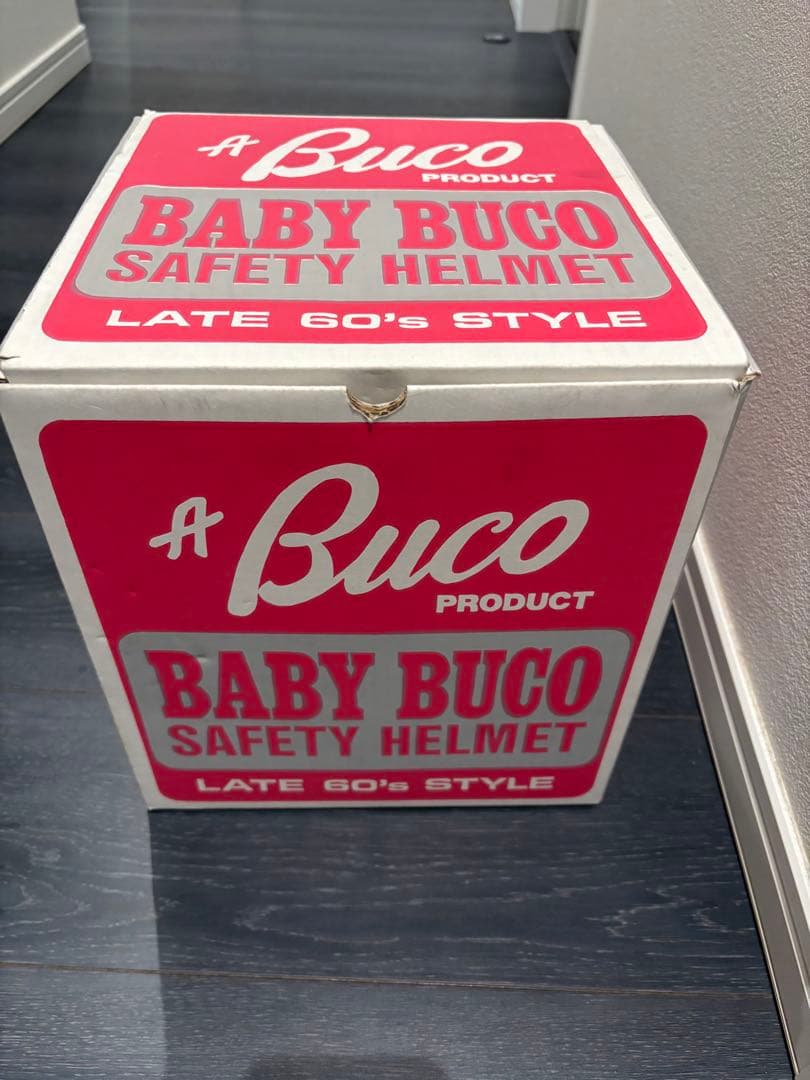 A Buco
PRODUCT
BABY BUCO
SAFETY HELMET
LATE 60's STYLE
A Buco
PRODUCT
BABY BUCO
SAFETY HELMET
LATE 60's STYLE